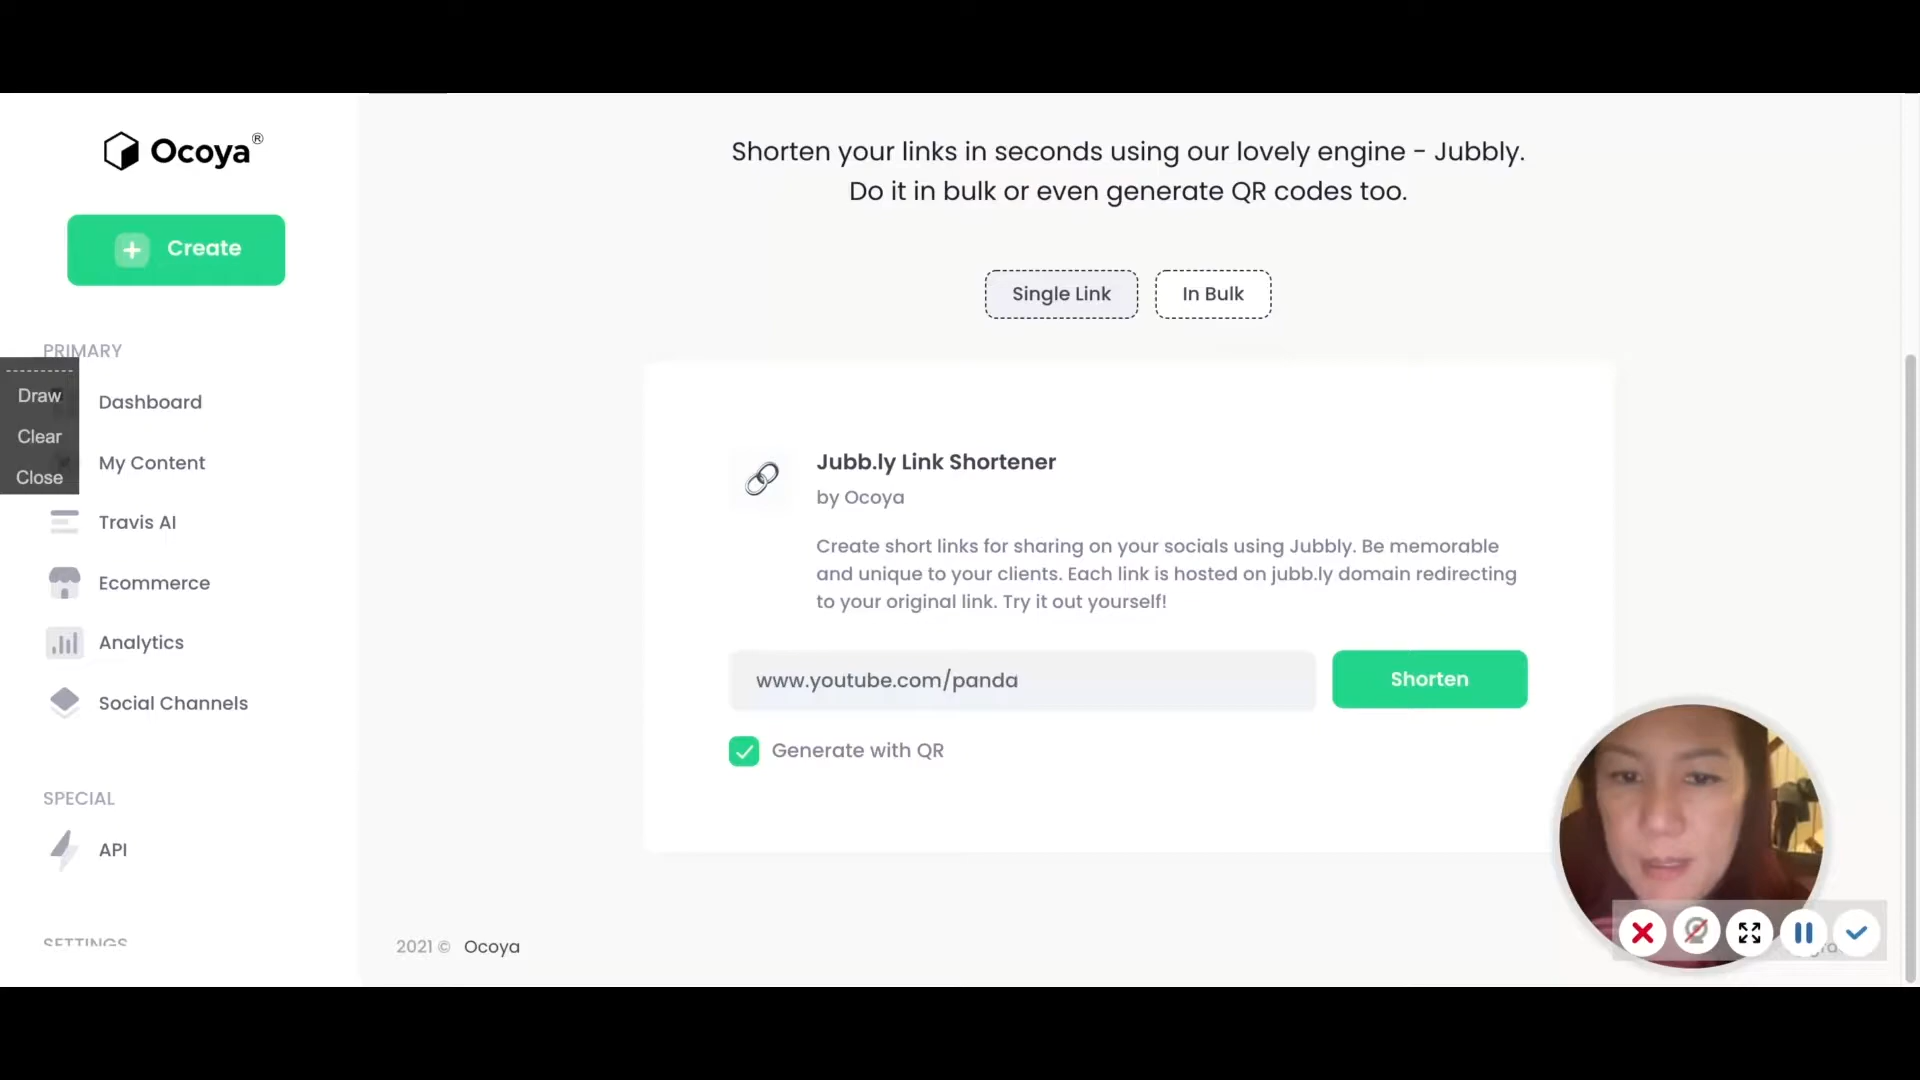 Ocoya®
Create
PRIMARY
Draw
Clear
Close
Dashboard
My Content
Travis AI
Ecommerce
Analytics
Social Channels
SPECIAL
API
SETTINGS
Shorten your links in seconds using our lovely engine - Jubbly.
Do it in bulk or even generate QR codes too.
Single Link
In Bulk
Jubb.ly Link Shortener
by Ocoya
Create short links for sharing on your socials using Jubbly. Be memorable
and unique to your clients. Each link is hosted on jubb.ly domain redirecting
to your original link. Try it out yourself!
www.youtube.com/panda
Shorten
Generate with QR
2021 © Ocoya